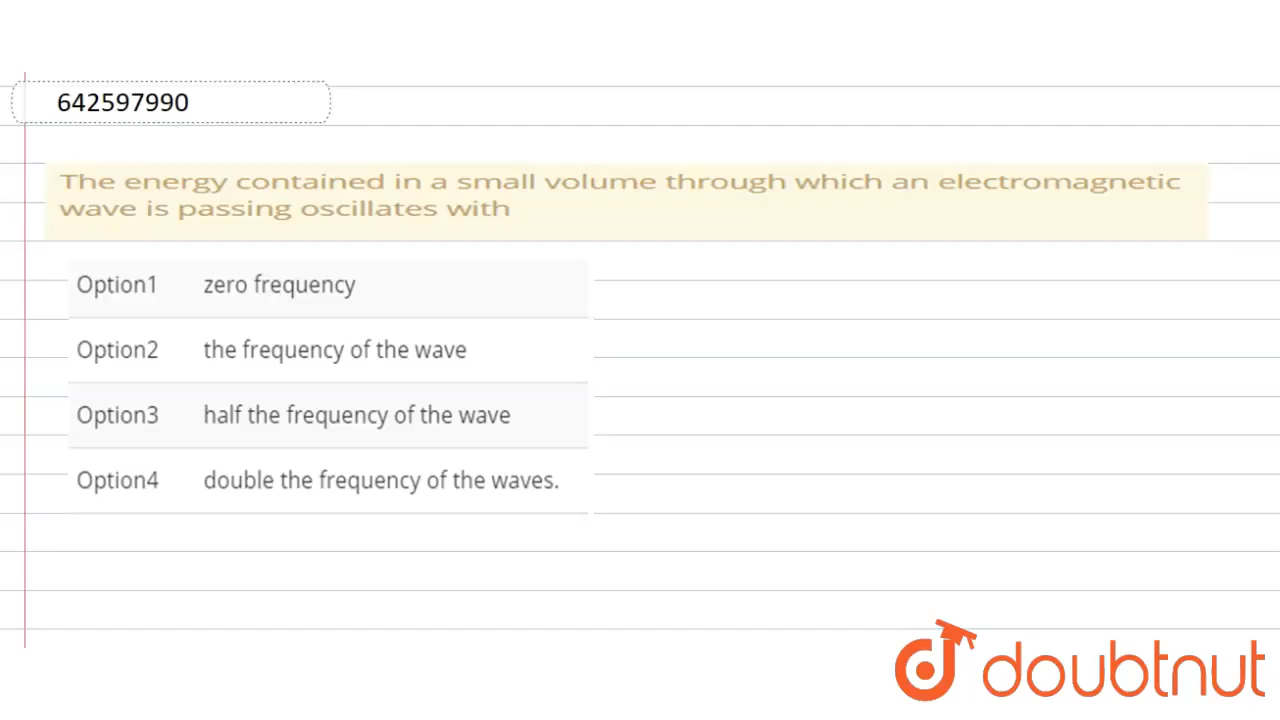 642597990
The energy contained in a small volume through which an electromagnetic
wave is passing oscillates with
Option1 zero frequency
Option2 the frequency of the wave
Option3 half the frequency of the wave
Option4 double the frequency of the waves.
doubtnut